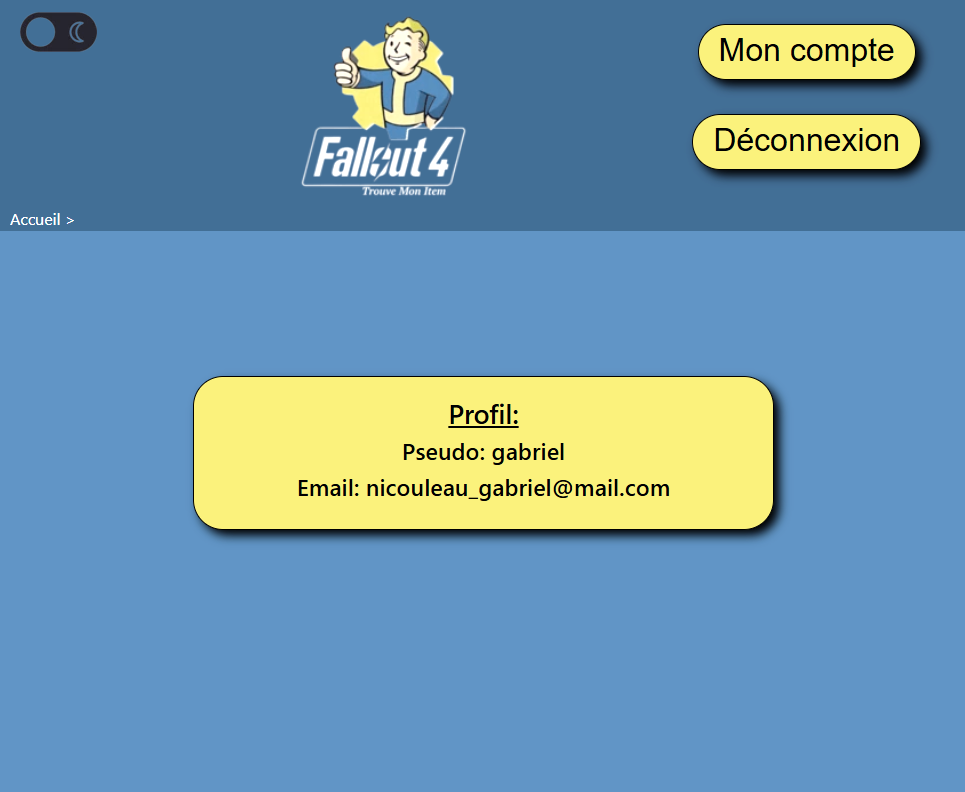 Mon compte
Fallout 4
Trouve Mon Item
Déconnexion
Accueil >
Profil:
Pseudo: gabriel
Email: nicouleau_gabriel@mail.com